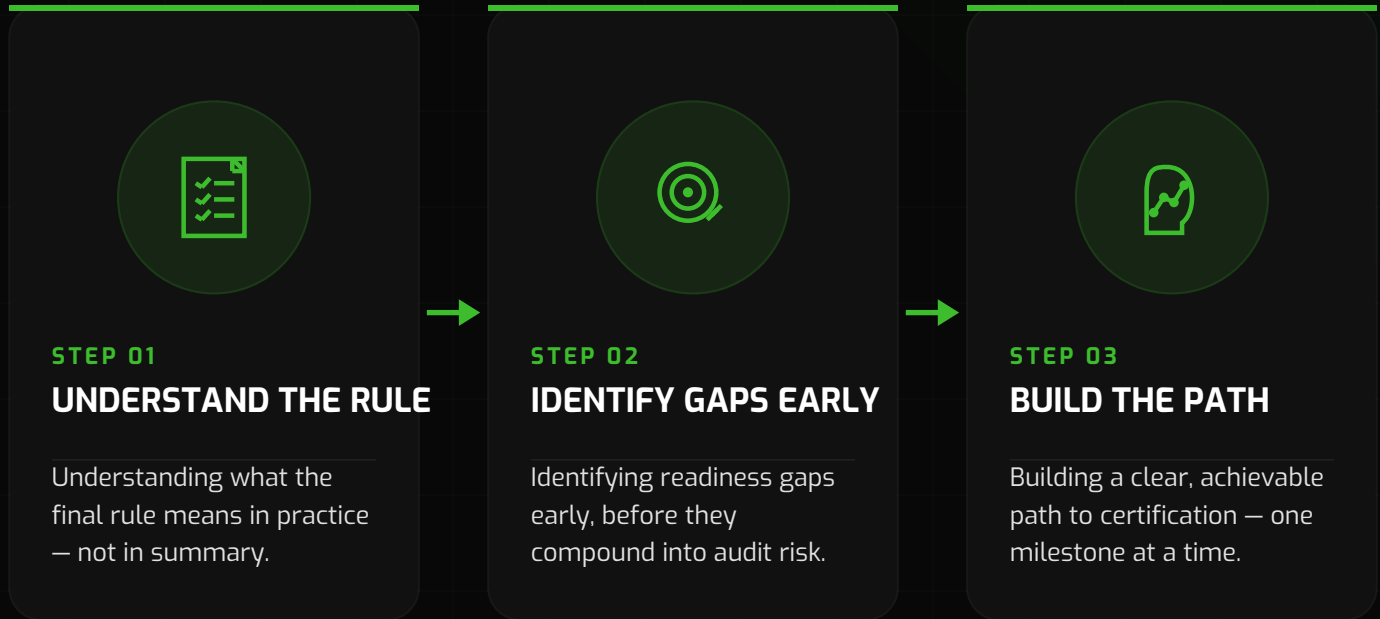 STEP 01
UNDERSTAND THE RULE
Understanding what the
final rule means in practice
— not in summary.
STEP 02
IDENTIFY GAPS EARLY
Identifying readiness gaps
early, before they
compound into audit risk.
STEP 03
BUILD THE PATH
Building a clear, achievable
path to certification — one
milestone at a time.